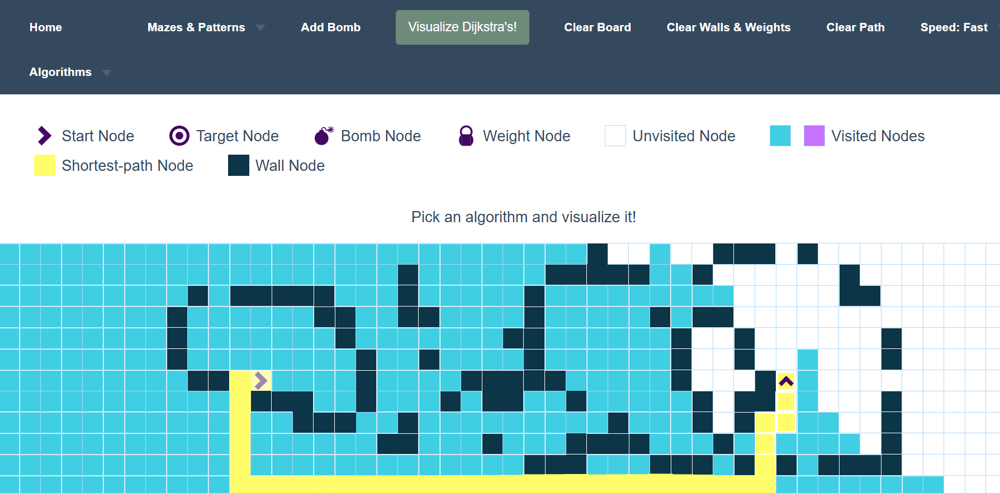 Home Mazes & Patterns Add Bomb Visualize Dijkstra's! Clear Board Clear Walls & Weights Clear Path Speed: Fast
Algorithms
Start Node Target Node Bomb Node Weight Node Unvisited Node Visited Nodes
Shortest-path Node Wall Node
Pick an algorithm and visualize it!